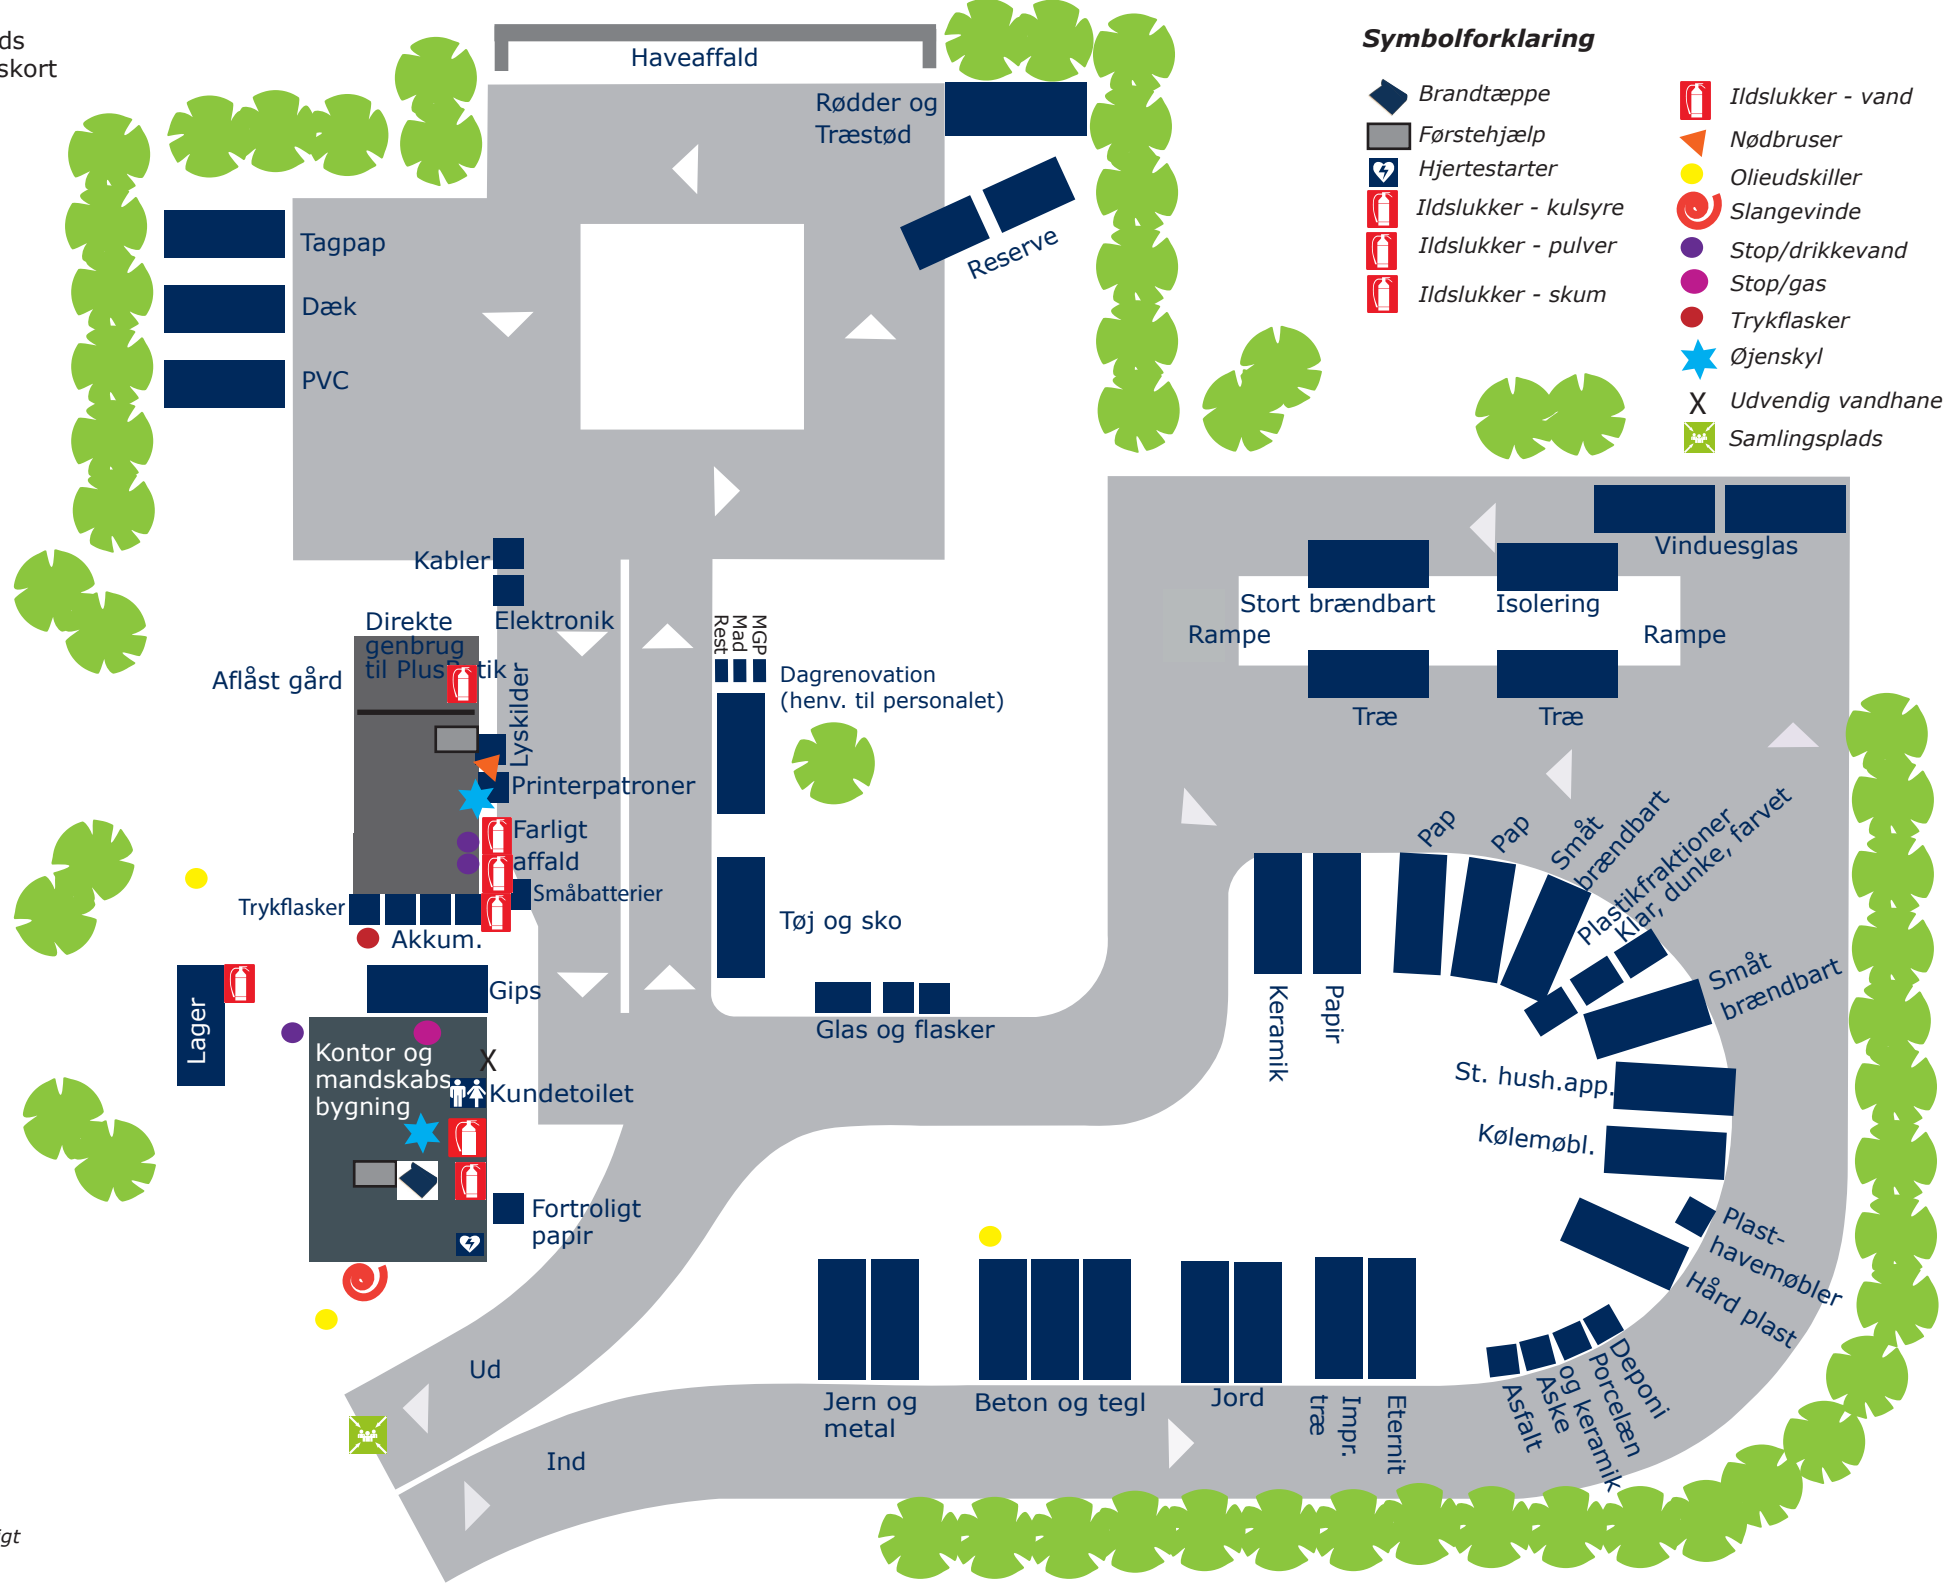 ds
skort
Haveaffald
Rødder og
Træstød
Reserve
Tagpap
Dæk
PVC
Symbolforklaring
Brandtæppe
Førstehjælp
Hjertestarter
Ildslukker - kulsyre
Ildslukker - pulver
Ildslukker - skum
Ildslukker - vand
Nødbruser
Olieudskiller
Slangevinde
Stop/drikkevand
Stop/gas
Trykflasker
Øjenskyl
X
Udvendig vandhane
Samlingsplads
Kabler
Elektronik
Direkte
genbrug
Aflåst gård
Lyskilder
Printerpatroner
Farligt
affald
Småbatterier
Trykflasker
Akkum.
Gips
Lager
Kontor og
mandskabs
bygning
X
Kundetoilet
Fortroligt
papir
Rest
Mad
MGP
Dagrenovation
(henv. til personalet)
Tøj og sko
Glas og flasker
Vinduesglas
Stort brændbart
Isolering
Rampe
Rampe
Træ
Træ
Pap
Pap
Småt
brændbart
Plastikfraktioner
Klar, dunke, farvet
Småt
brændbart
Keramik
Papir
St. hush.app.
Kølemøbl.
Plast-
havemøbler
Hård plast
Deponi
Porcelæn
og keramik
Aske
Asfalt
Jern og
metal
Beton og tegl
Jord
Impr.
træ
Eternit
Ud
Ind
igt